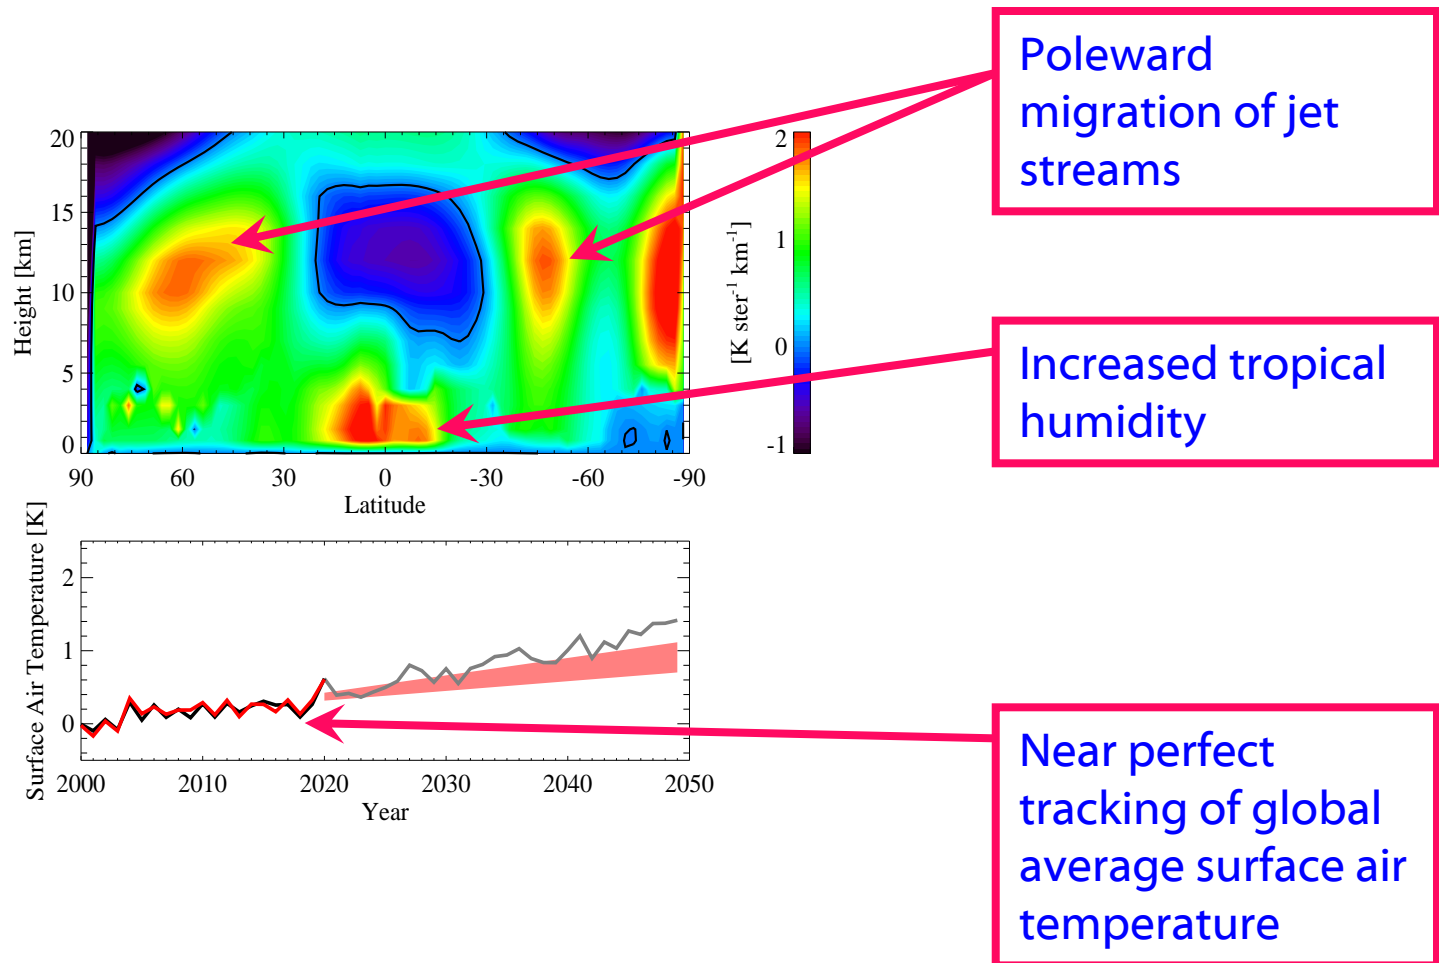 Poleward
migration of jet
streams
20
15
10
5
0
Height [km]
90 60 30 0 -30 -60 -90
Latitude
2
1
0
-1
[K ster-1 km-1]
Increased tropical
humidity
2
1
0
Surface Air Temperature [K]
2000 2010 2020 2030 2040 2050
Year
Near perfect
tracking of global
average surface air
temperature